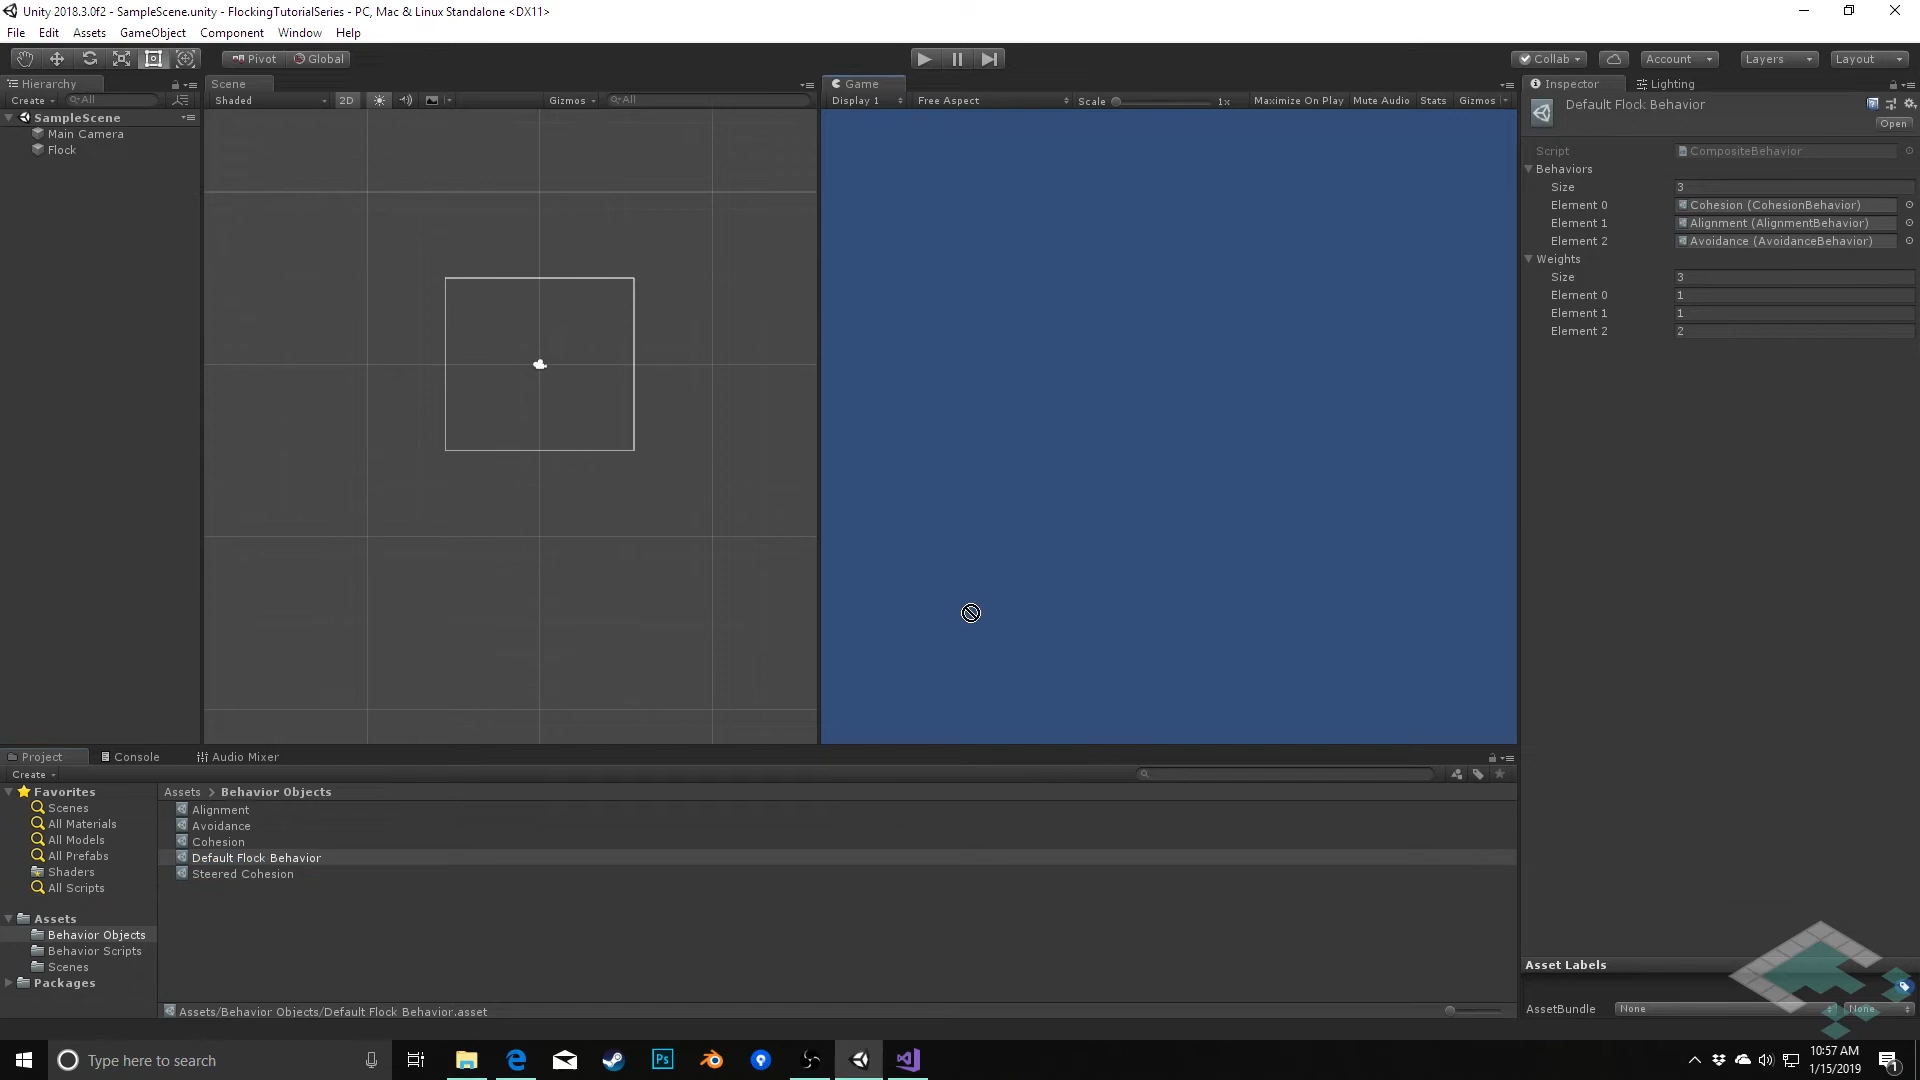 Unity 2018.3.0f2 - SampleScene.unity - FlockingTutorialSeries - PC, Mac & Linux Standalone <DX11>
File Edit Assets GameObject Component Window Help
Pivot Global Collab Account Layers Layout
Hierarchy Scene Game Inspector Lighting
Create All Shaded 2D Gizmos All Display 1 Free Aspect Scale 1x Maximize On Play Mute Audio Stats Gizmos
Default Flock Behavior
Open
SampleScene
Main Camera
Flock
Script CompositeBehavior
Behaviors
Size 3
Element 0 Cohesion (CohesionBehavior)
Element 1 Alignment (AlignmentBehavior)
Element 2 Avoidance (AvoidanceBehavior)
Weights
Size 3
Element 0 1
Element 1 1
Element 2 2
Project Console Audio Mixer
Create
Favorites
Scenes
All Materials
All Models
All Prefabs
Shaders
All Scripts
Assets
Behavior Objects
Behavior Scripts
Scenes
Packages
Assets > Behavior Objects
Alignment
Avoidance
Cohesion
Default Flock Behavior
Steered Cohesion
Assets/Behavior Objects/Default Flock Behavior.asset
Asset Labels
AssetBundle None None
Type here to search
Ps
10:57 AM
1/15/2019
1